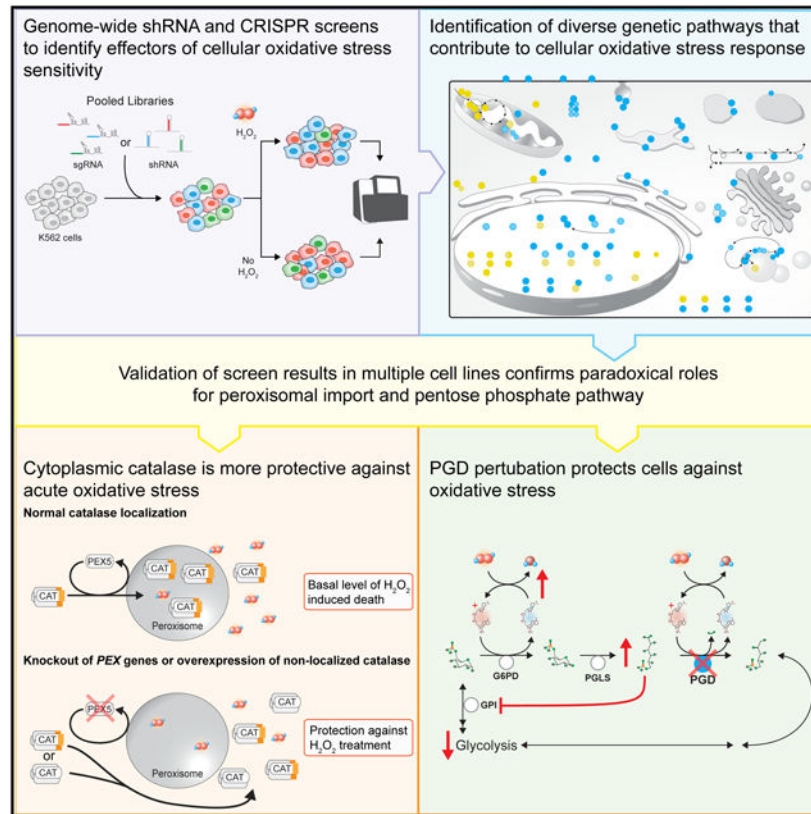 Genome-wide shRNA and CRISPR screens
to identify effectors of cellular oxidative stress
sensitivity
Pooled Libraries
or
sgRNA
shRNA
K562 cells
H₂O₂
No
H₂O₂
Identification of diverse genetic pathways that
contribute to cellular oxidative stress response
Validation of screen results in multiple cell lines confirms paradoxical roles
for peroxisomal import and pentose phosphate pathway
Cytoplasmic catalase is more protective against
acute oxidative stress
Normal catalase localization
PEX5
CAT
CAT
CAT
CAT
CAT
CAT
Peroxisome
Basal level of H₂O₂
induced death
Knockout of PEX genes or overexpression of non-localized catalase
PEX5
CAT
or
CAT
Peroxisome
CAT
CAT
CAT
CAT
CAT
Protection against
H₂O₂ treatment
PGD pertubation protects cells against
oxidative stress
+
+
G6PD
PGLS
PGD
GPI
Glycolysis